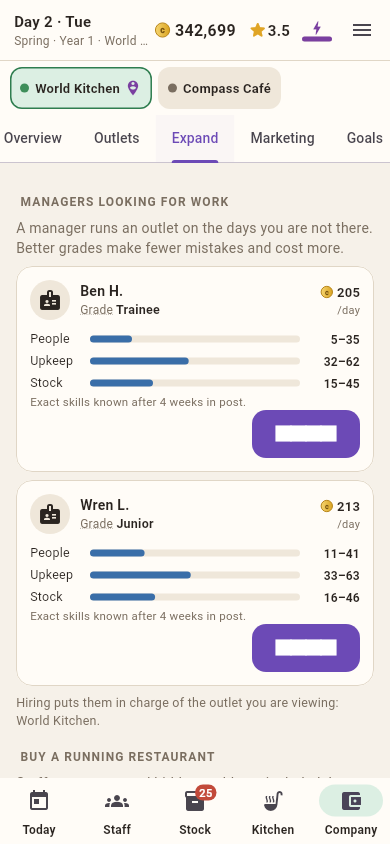 Day 2 · Tue
Spring · Year 1 · World …
342,699
3.5
World Kitchen
Compass Café
Overview
Outlets
Expand
Marketing
Goals
MANAGERS LOOKING FOR WORK
A manager runs an outlet on the days you are not there.
Better grades make fewer mistakes and cost more.
Ben H.
205
Grade Trainee
/day
People
5–35
Upkeep
32–62
Stock
15–45
Exact skills known after 4 weeks in post.
Wren L.
213
Grade Junior
/day
People
11–41
Upkeep
33–63
Stock
16–46
Exact skills known after 4 weeks in post.
Hiring puts them in charge of the outlet you are viewing:
World Kitchen.
BUY A RUNNING RESTAURANT
25
Today
Staff
Stock
Kitchen
Company